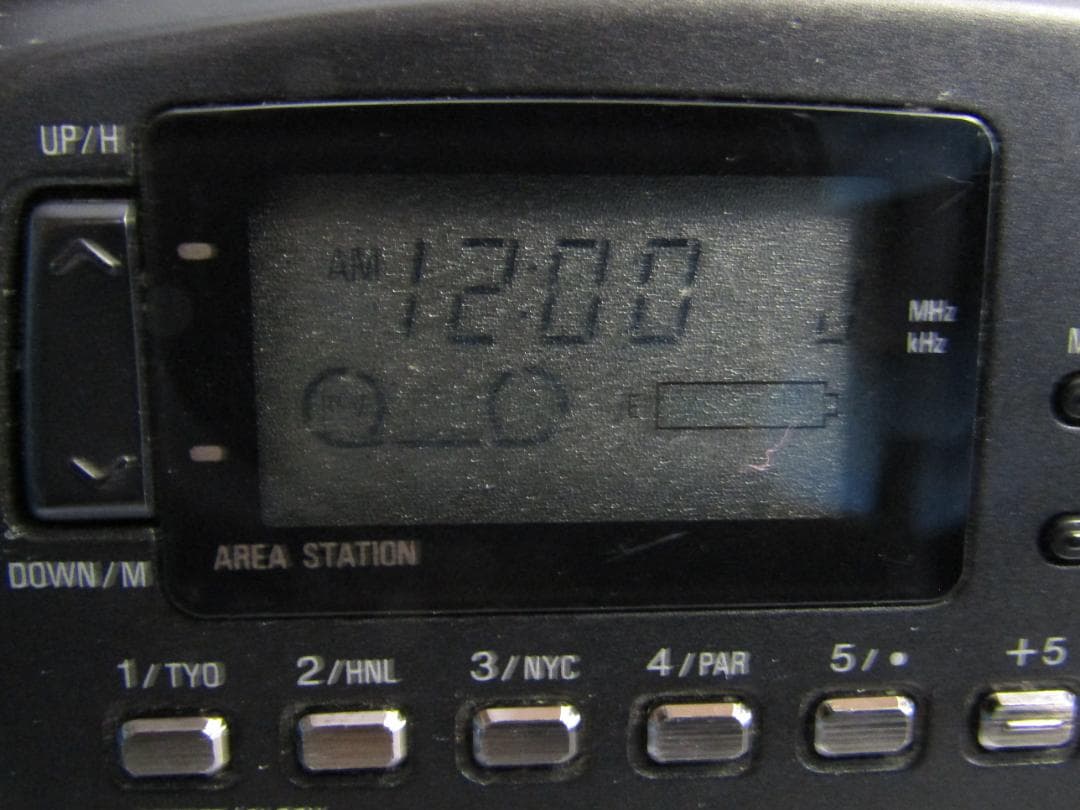 UP/H
AM 12:00
MHz
kHz
E
DOWN/M
AREA STATION
1/TYO 2/HNL 3/NYC 4/PAR 5/• +5